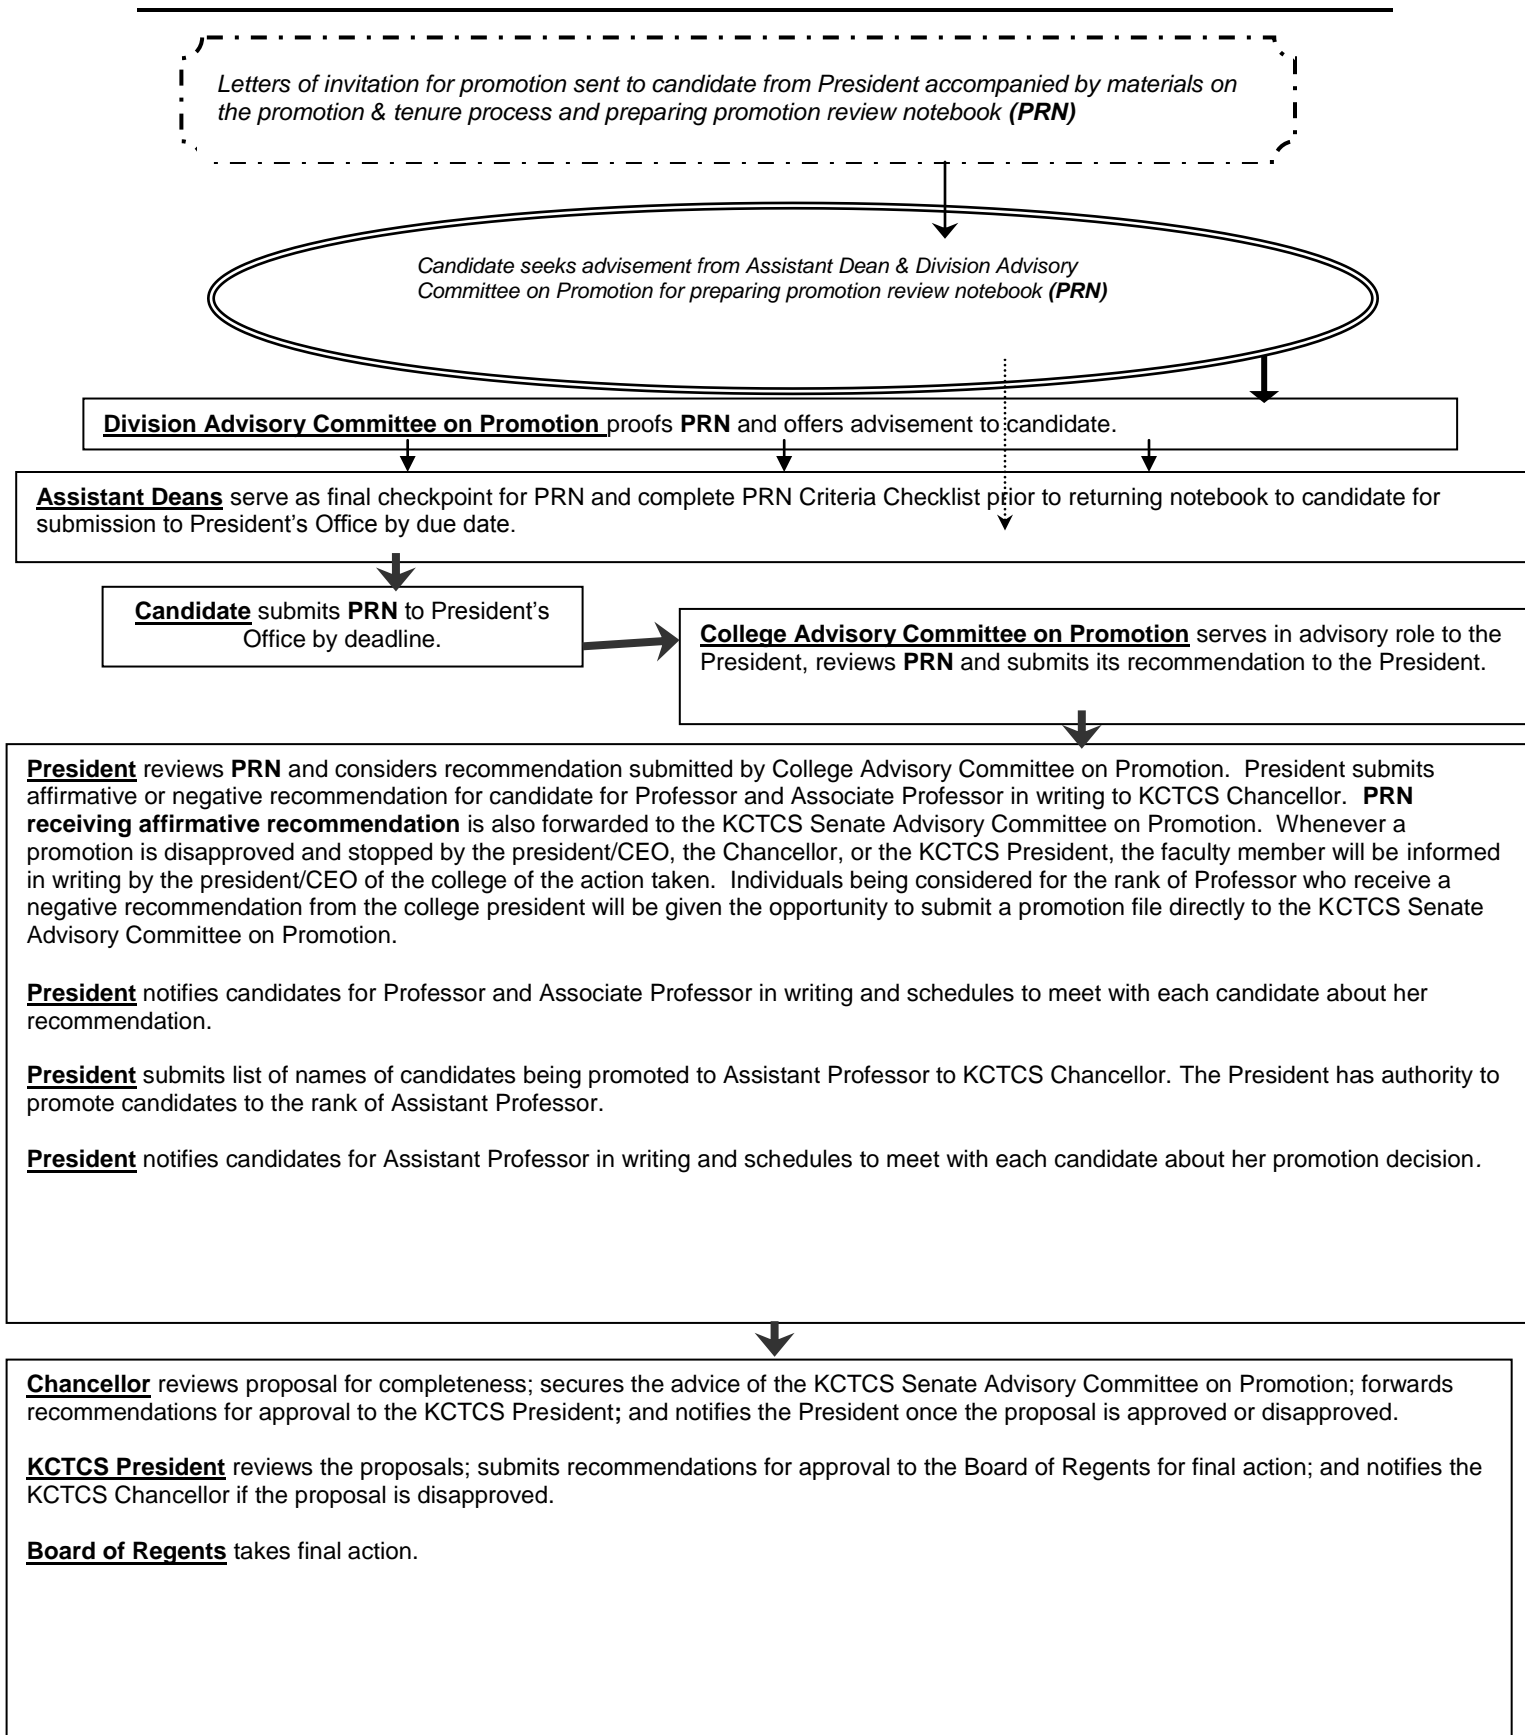 Letters of invitation for promotion sent to candidate from President accompanied by materials on
the promotion & tenure process and preparing promotion review notebook (PRN)
Candidate seeks advisement from Assistant Dean & Division Advisory
Committee on Promotion for preparing promotion review notebook (PRN)
Division Advisory Committee on Promotion proofs PRN and offers advisement to candidate.
Assistant Deans serve as final checkpoint for PRN and complete PRN Criteria Checklist prior to returning notebook to candidate for
submission to President's Office by due date.
Candidate submits PRN to President's
Office by deadline.
College Advisory Committee on Promotion serves in advisory role to the
President, reviews PRN and submits its recommendation to the President.
President reviews PRN and considers recommendation submitted by College Advisory Committee on Promotion.  President submits
affirmative or negative recommendation for candidate for Professor and Associate Professor in writing to KCTCS Chancellor.  PRN
receiving affirmative recommendation is also forwarded to the KCTCS Senate Advisory Committee on Promotion.  Whenever a
promotion is disapproved and stopped by the president/CEO, the Chancellor, or the KCTCS President, the faculty member will be informed
in writing by the president/CEO of the college of the action taken.  Individuals being considered for the rank of Professor who receive a
negative recommendation from the college president will be given the opportunity to submit a promotion file directly to the KCTCS Senate
Advisory Committee on Promotion.
President notifies candidates for Professor and Associate Professor in writing and schedules to meet with each candidate about her
recommendation.
President submits list of names of candidates being promoted to Assistant Professor to KCTCS Chancellor. The President has authority to
promote candidates to the rank of Assistant Professor.
President notifies candidates for Assistant Professor in writing and schedules to meet with each candidate about her promotion decision.
Chancellor reviews proposal for completeness; secures the advice of the KCTCS Senate Advisory Committee on Promotion; forwards
recommendations for approval to the KCTCS President; and notifies the President once the proposal is approved or disapproved.
KCTCS President reviews the proposals; submits recommendations for approval to the Board of Regents for final action; and notifies the
KCTCS Chancellor if the proposal is disapproved.
Board of Regents takes final action.